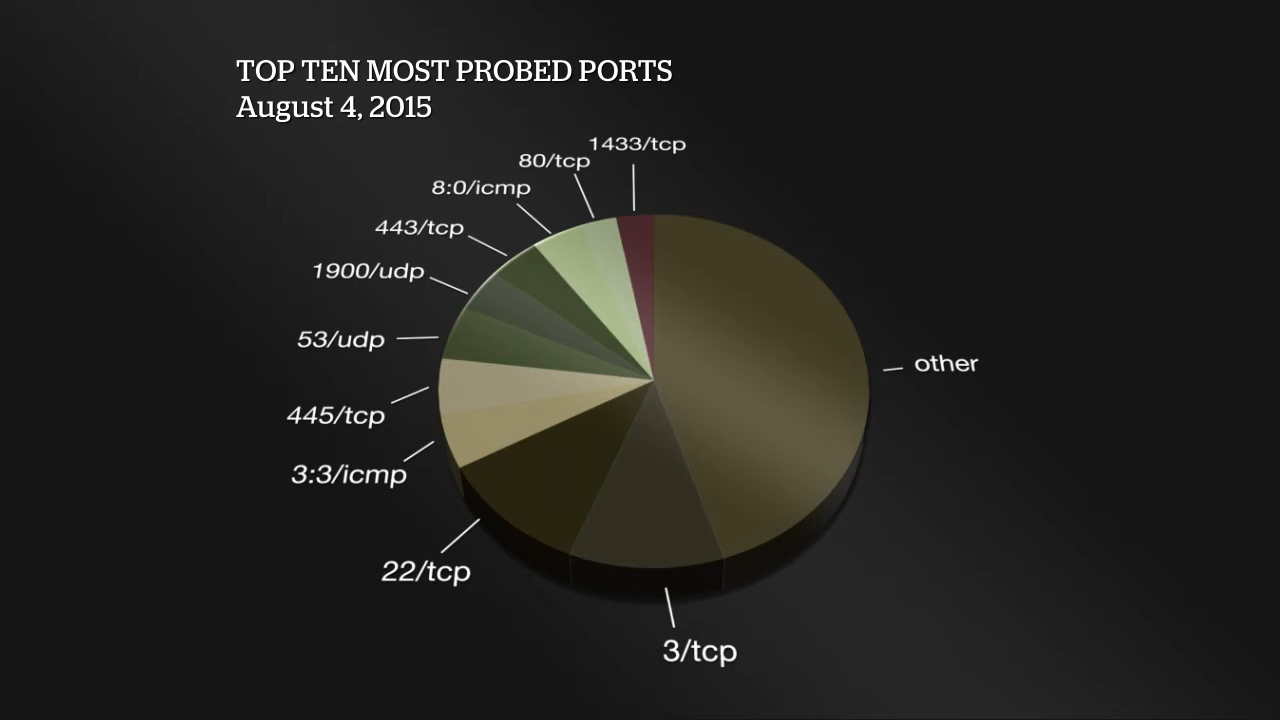 TOP TEN MOST PROBED PORTS
August 4, 2015
1433/tcp
80/tcp
8:0/icmp
443/tcp
1900/udp
53/udp
other
445/tcp
3:3/icmp
22/tcp
3/tcp